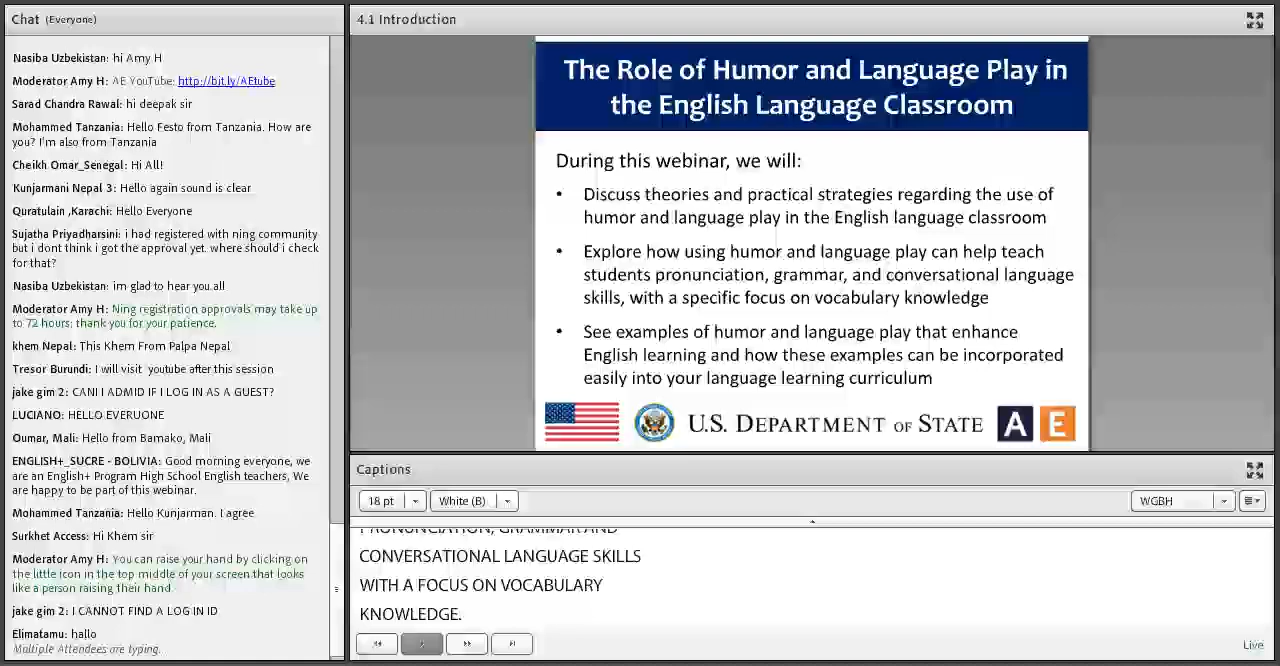 Chat (Everyone)
Nasiba Uzbekistan: hi Amy H
Moderator Amy H: AE YouTube: http://bit.ly/AEtube
Sarad Chandra Rawal: hi deepak sir
Mohammed Tanzania: Hello Festo from Tanzania. How are
you? I'm also from Tanzania
Cheikh Omar_Senegal: Hi All!
Kunjarmani Nepal 3: Hello again sound is clear
Quratulain ,Karachi: Hello Everyone
Sujatha Priyadharsini: i had registered with ning community
but i dont think i got the approval yet. where should i check
for that?
Nasiba Uzbekistan: im glad to hear you.all
Moderator Amy H: Ning registration approvals may take up
to 72 hours; thank you for your patience.
khem Nepal: This Khem From Palpa Nepal
Tresor Burundi: I will visit youtube after this session
jake gim 2: CANI I ADMID IF I LOG IN AS A GUEST?
LUCIANO: HELLO EVERUONE
Oumar, Mali: Hello from Bamako, Mali
ENGLISH+_SUCRE - BOLIVIA: Good morning everyone, we
are an English+ Program High School English teachers, We
are happy to be part of this webinar.
Mohammed Tanzania: Hello Kunjarman. I agree
Surkhet Access: Hi Khem sir
Moderator Amy H: You can raise your hand by clicking on
the little icon in the top middle of your screen that looks
like a person raising their hand.
jake gim 2: I CANNOT FIND A LOG IN ID
Elimatamu: hallo
Multiple Attendees are typing.
4.1 Introduction
The Role of Humor and Language Play in
the English Language Classroom
During this webinar, we will:
• Discuss theories and practical strategies regarding the use of
humor and language play in the English language classroom
• Explore how using humor and language play can help teach
students pronunciation, grammar, and conversational language
skills, with a specific focus on vocabulary knowledge
• See examples of humor and language play that enhance
English learning and how these examples can be incorporated
easily into your language learning curriculum
U.S. DEPARTMENT OF STATE A E
Captions
18 pt White (B) WGBH
PRONUNCIATION, GRAMMAR AND
CONVERSATIONAL LANGUAGE SKILLS
WITH A FOCUS ON VOCABULARY
KNOWLEDGE.
Live